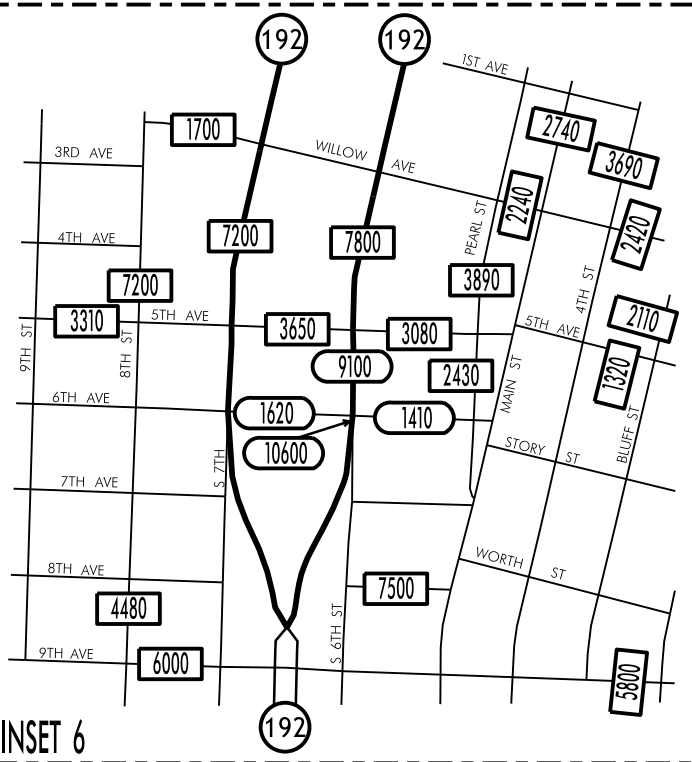 192
192
1ST AVE
1700
2740
3RD AVE
WILLOW AVE
3690
2240
PEARL ST
2420
4TH AVE
7200
7800
7200
3890
4TH ST
3310
5TH AVE
3650
3080
5TH AVE
2110
9TH ST
8TH ST
9100
2430
1320
MAIN ST
6TH AVE
1620
1410
BLUFF ST
10600
STORY ST
S 7TH
7TH AVE
8TH AVE
WORTH ST
7500
4480
S 6TH ST
9TH AVE
6000
5800
192
INSET 6